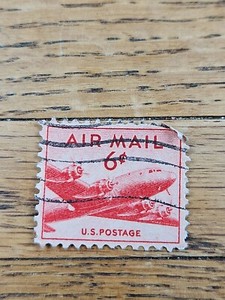 AIR MAIL
6¢
U.S. POSTAGE